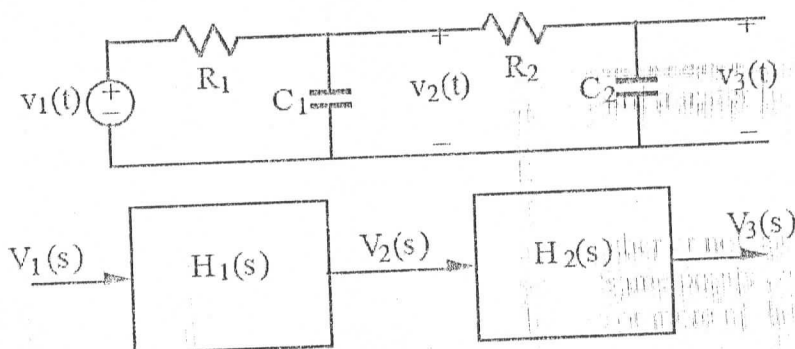 + +
R1 R2
v1(t) + − C1 v2(t) C2 v3(t)
− −
V1(s) H1(s) V2(s) H2(s) V3(s)